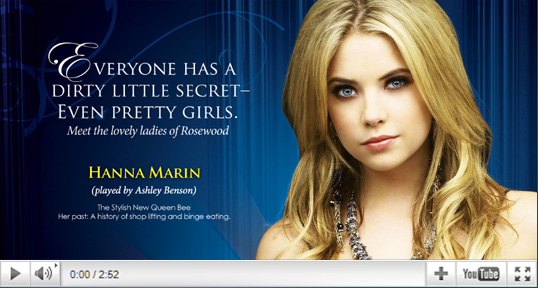 Everyone has a
dirty little secret–
Even pretty girls.
Meet the lovely ladies of Rosewood
Hanna Marin
(played by Ashley Benson)
The Stylish New Queen Bee
Her past: A history of shop lifting and binge eating.
0:00 / 2:52
YouTube